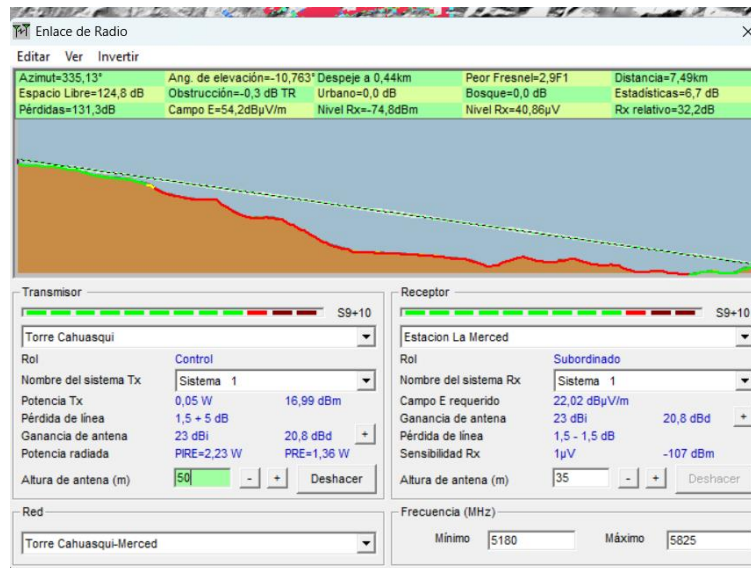 Enlace de Radio
Editar Ver Invertir
Azimut=335,13° Ang. de elevación=-10,763° Despeje a 0,44km Peor Fresnel=2,9F1 Distancia=7,49km
Espacio Libre=124,8 dB Obstrucción=-0,3 dB TR Urbano=0,0 dB Bosque=0,0 dB Estadísticas=6,7 dB
Pérdidas=131,3dB Campo E=54,2dBµV/m Nivel Rx=-74,8dBm Nivel Rx=40,86µV Rx relativo=32,2dB
Transmisor
S9+10
Torre Cahuasqui
Rol Control
Nombre del sistema Tx Sistema 1
Potencia Tx 0,05 W 16,99 dBm
Pérdida de línea 1,5 + 5 dB
Ganancia de antena 23 dBi 20,8 dBd +
Potencia radiada PIRE=2,23 W PRE=1,36 W
Altura de antena (m) 50 - + Deshacer
Red
Torre Cahuasqui-Merced
Receptor
S9+10
Estacion La Merced
Rol Subordinado
Nombre del sistema Rx Sistema 1
Campo E requerido 22,02 dBµV/m
Ganancia de antena 23 dBi 20,8 dBd +
Pérdida de línea 1,5 - 1,5 dB
Sensibilidad Rx 1µV -107 dBm
Altura de antena (m) 35 - + Deshacer
Frecuencia (MHz)
Mínimo 5180 Máximo 5825